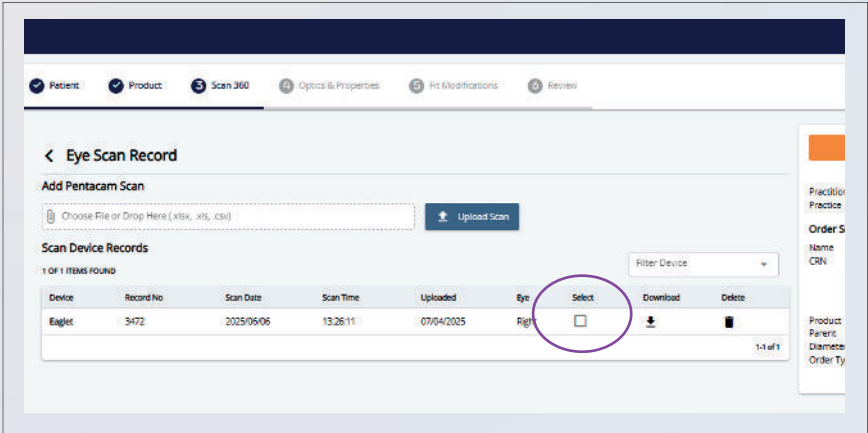 Patient Product 3 Scan 360 4 Optics & Properties 5 Fit Modifications 6 Review
Eye Scan Record
Add Pentacam Scan
Choose File or Drop Here (.xlsx, .xls, .csv) Upload Scan
Scan Device Records
1 OF 1 ITEMS FOUND
Filter Device
Device Record No Scan Date Scan Time Uploaded Eye Select Download Delete
Eaglet 3472 2025/06/06 13:26:11 07/04/2025 Right
1-1 of 1
Practitio
Practice
Order S
Name
CRN
Product
Parent
Diamete
Order Ty